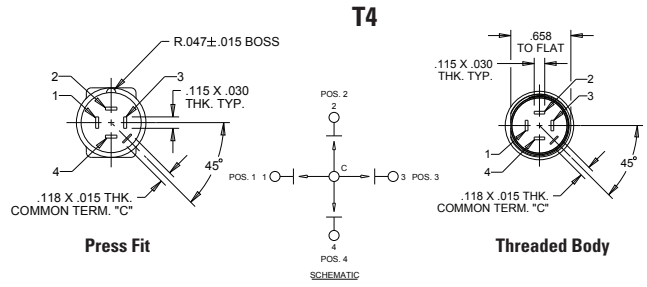 T4
R.047±.015 BOSS
2
3
1
.115 X .030
THK. TYP.
4
45°
.118 X .015 THK.
COMMON TERM. "C"
Press Fit
POS. 2
2
C
POS. 1 1
3 POS. 3
4
POS. 4
SCHEMATIC
.658
TO FLAT
.115 X .030
THK. TYP.
2
3
1
4
45°
.118 X .015 THK.
COMMON TERM. "C"
Threaded Body